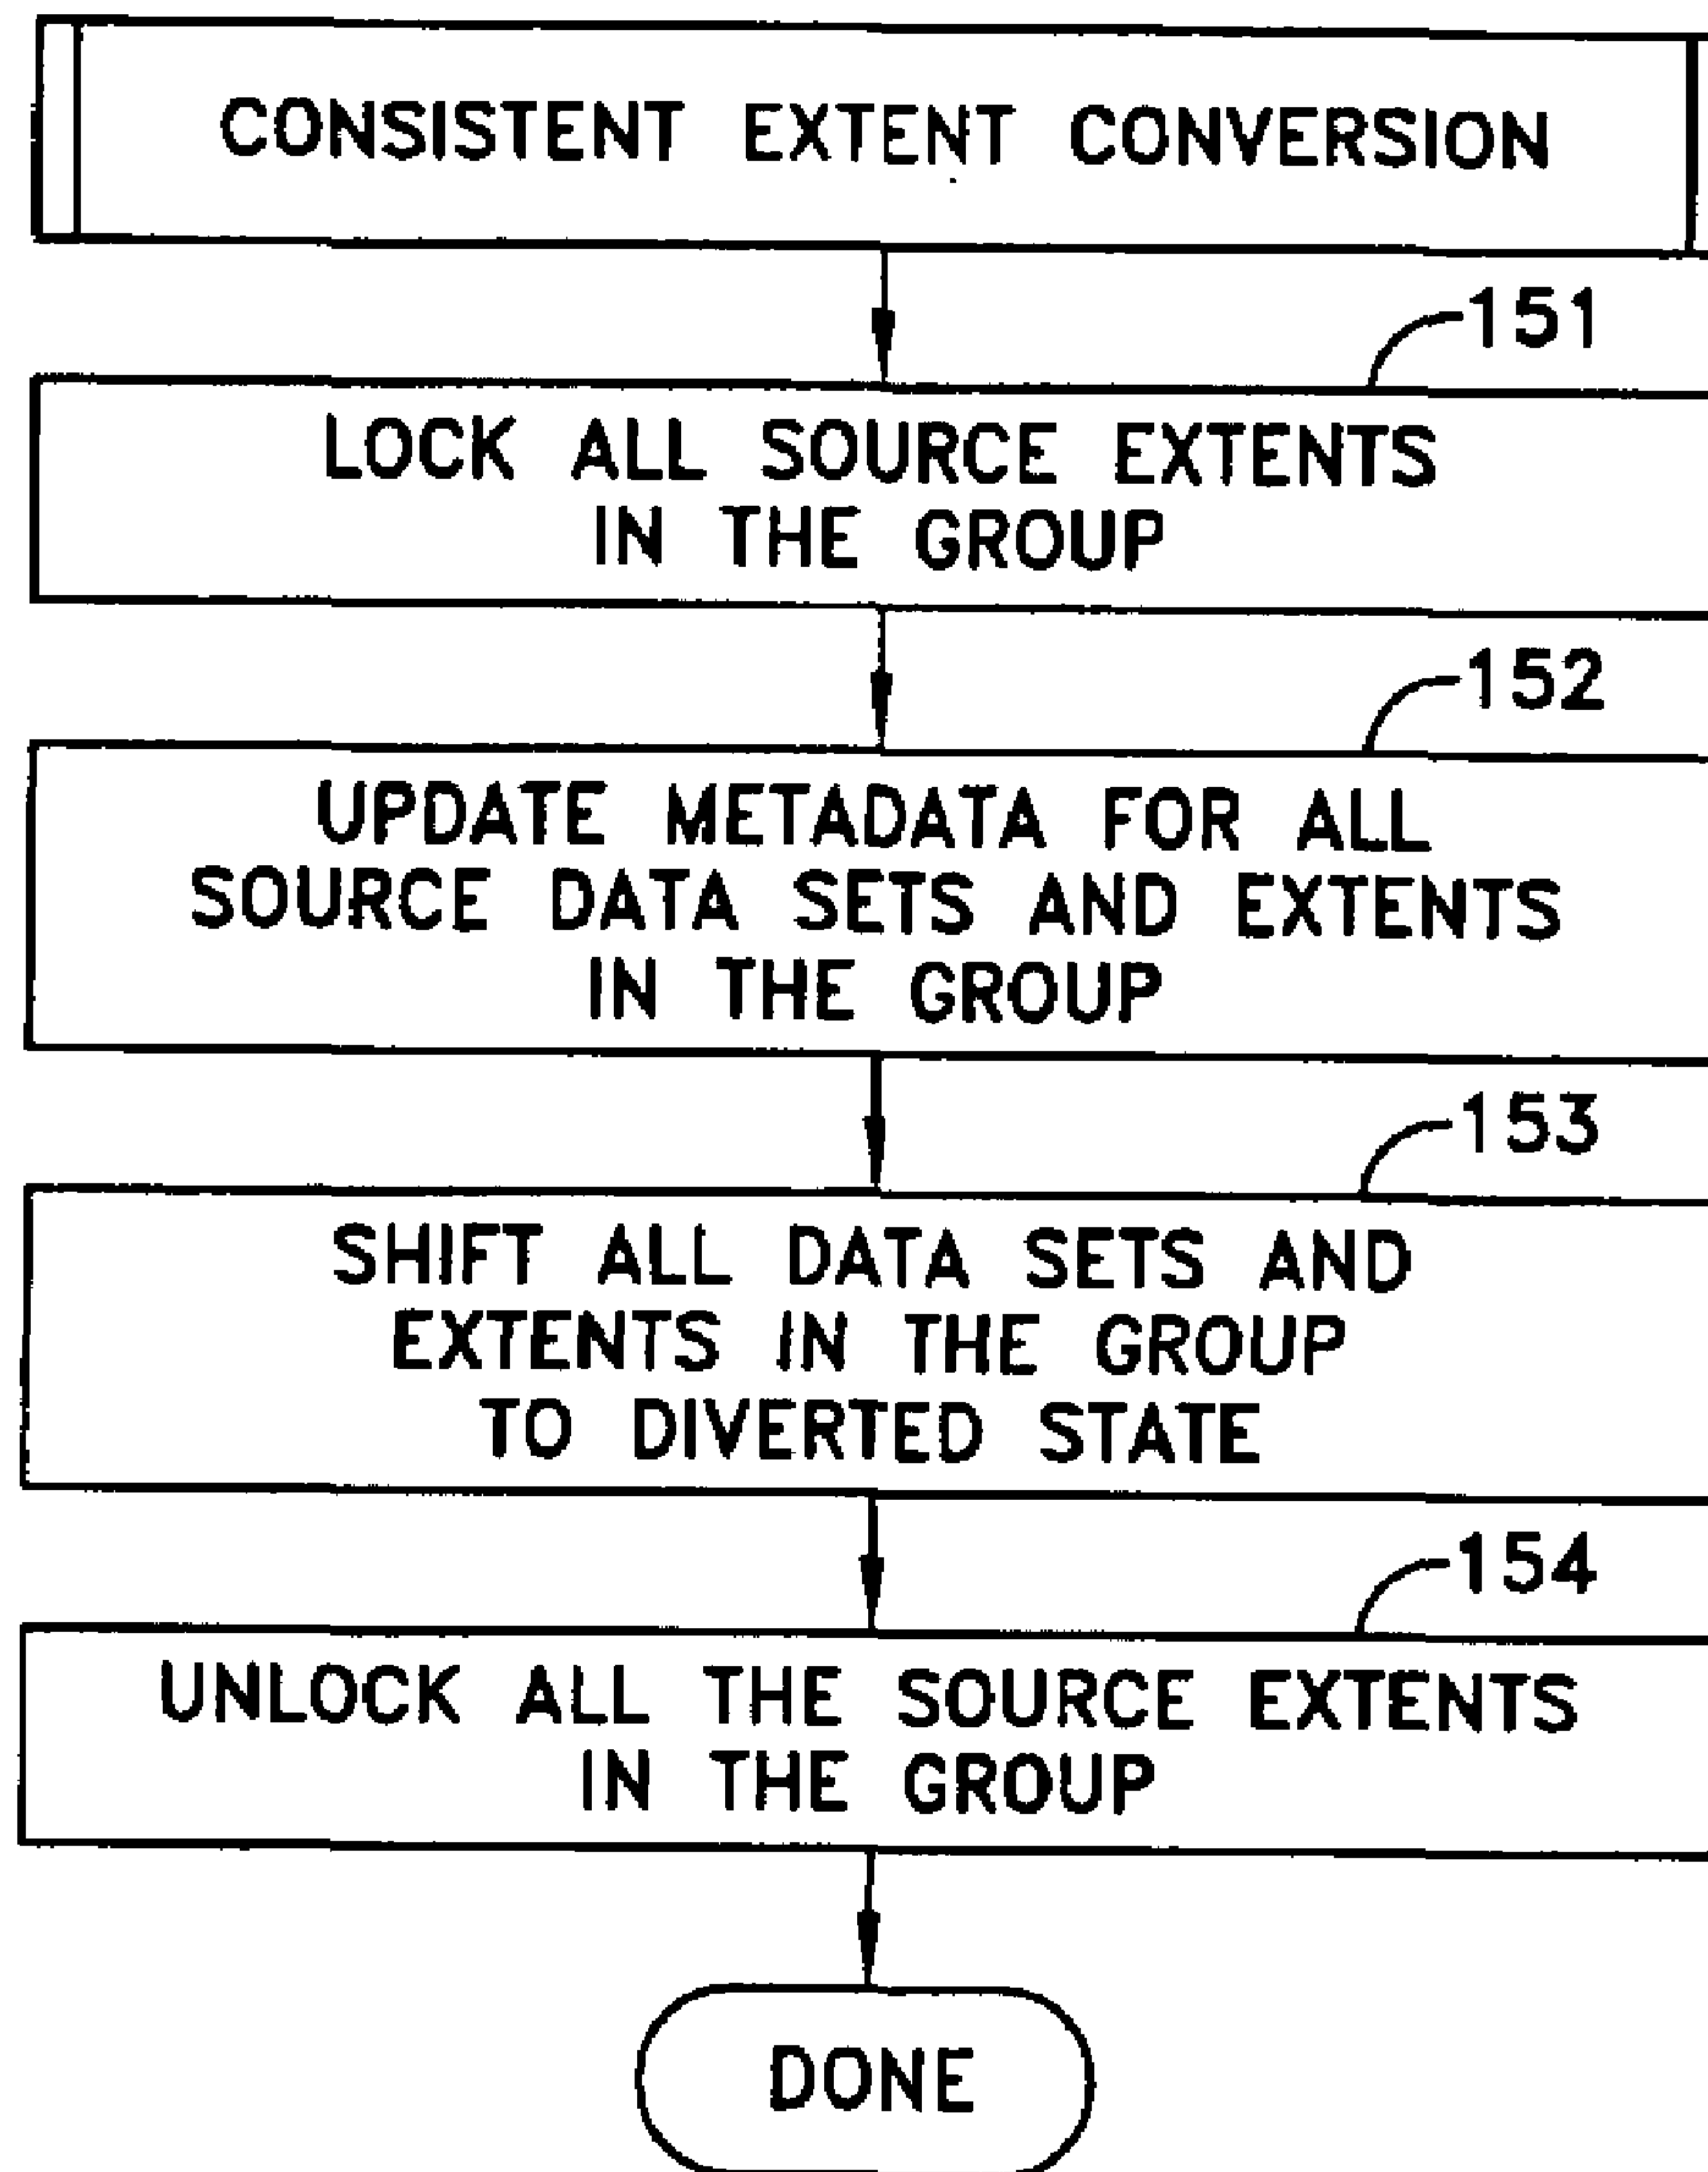 CONSISTENT EXTENT CONVERSION
151
LOCK ALL SOURCE EXTENTS
IN THE GROUP
152
UPDATE METADATA FOR ALL
SOURCE DATA SETS AND EXTENTS
IN THE GROUP
153
SHIFT ALL DATA SETS AND
EXTENTS IN THE GROUP
TO DIVERTED STATE
154
UNLOCK ALL THE SOURCE EXTENTS
IN THE GROUP
DONE